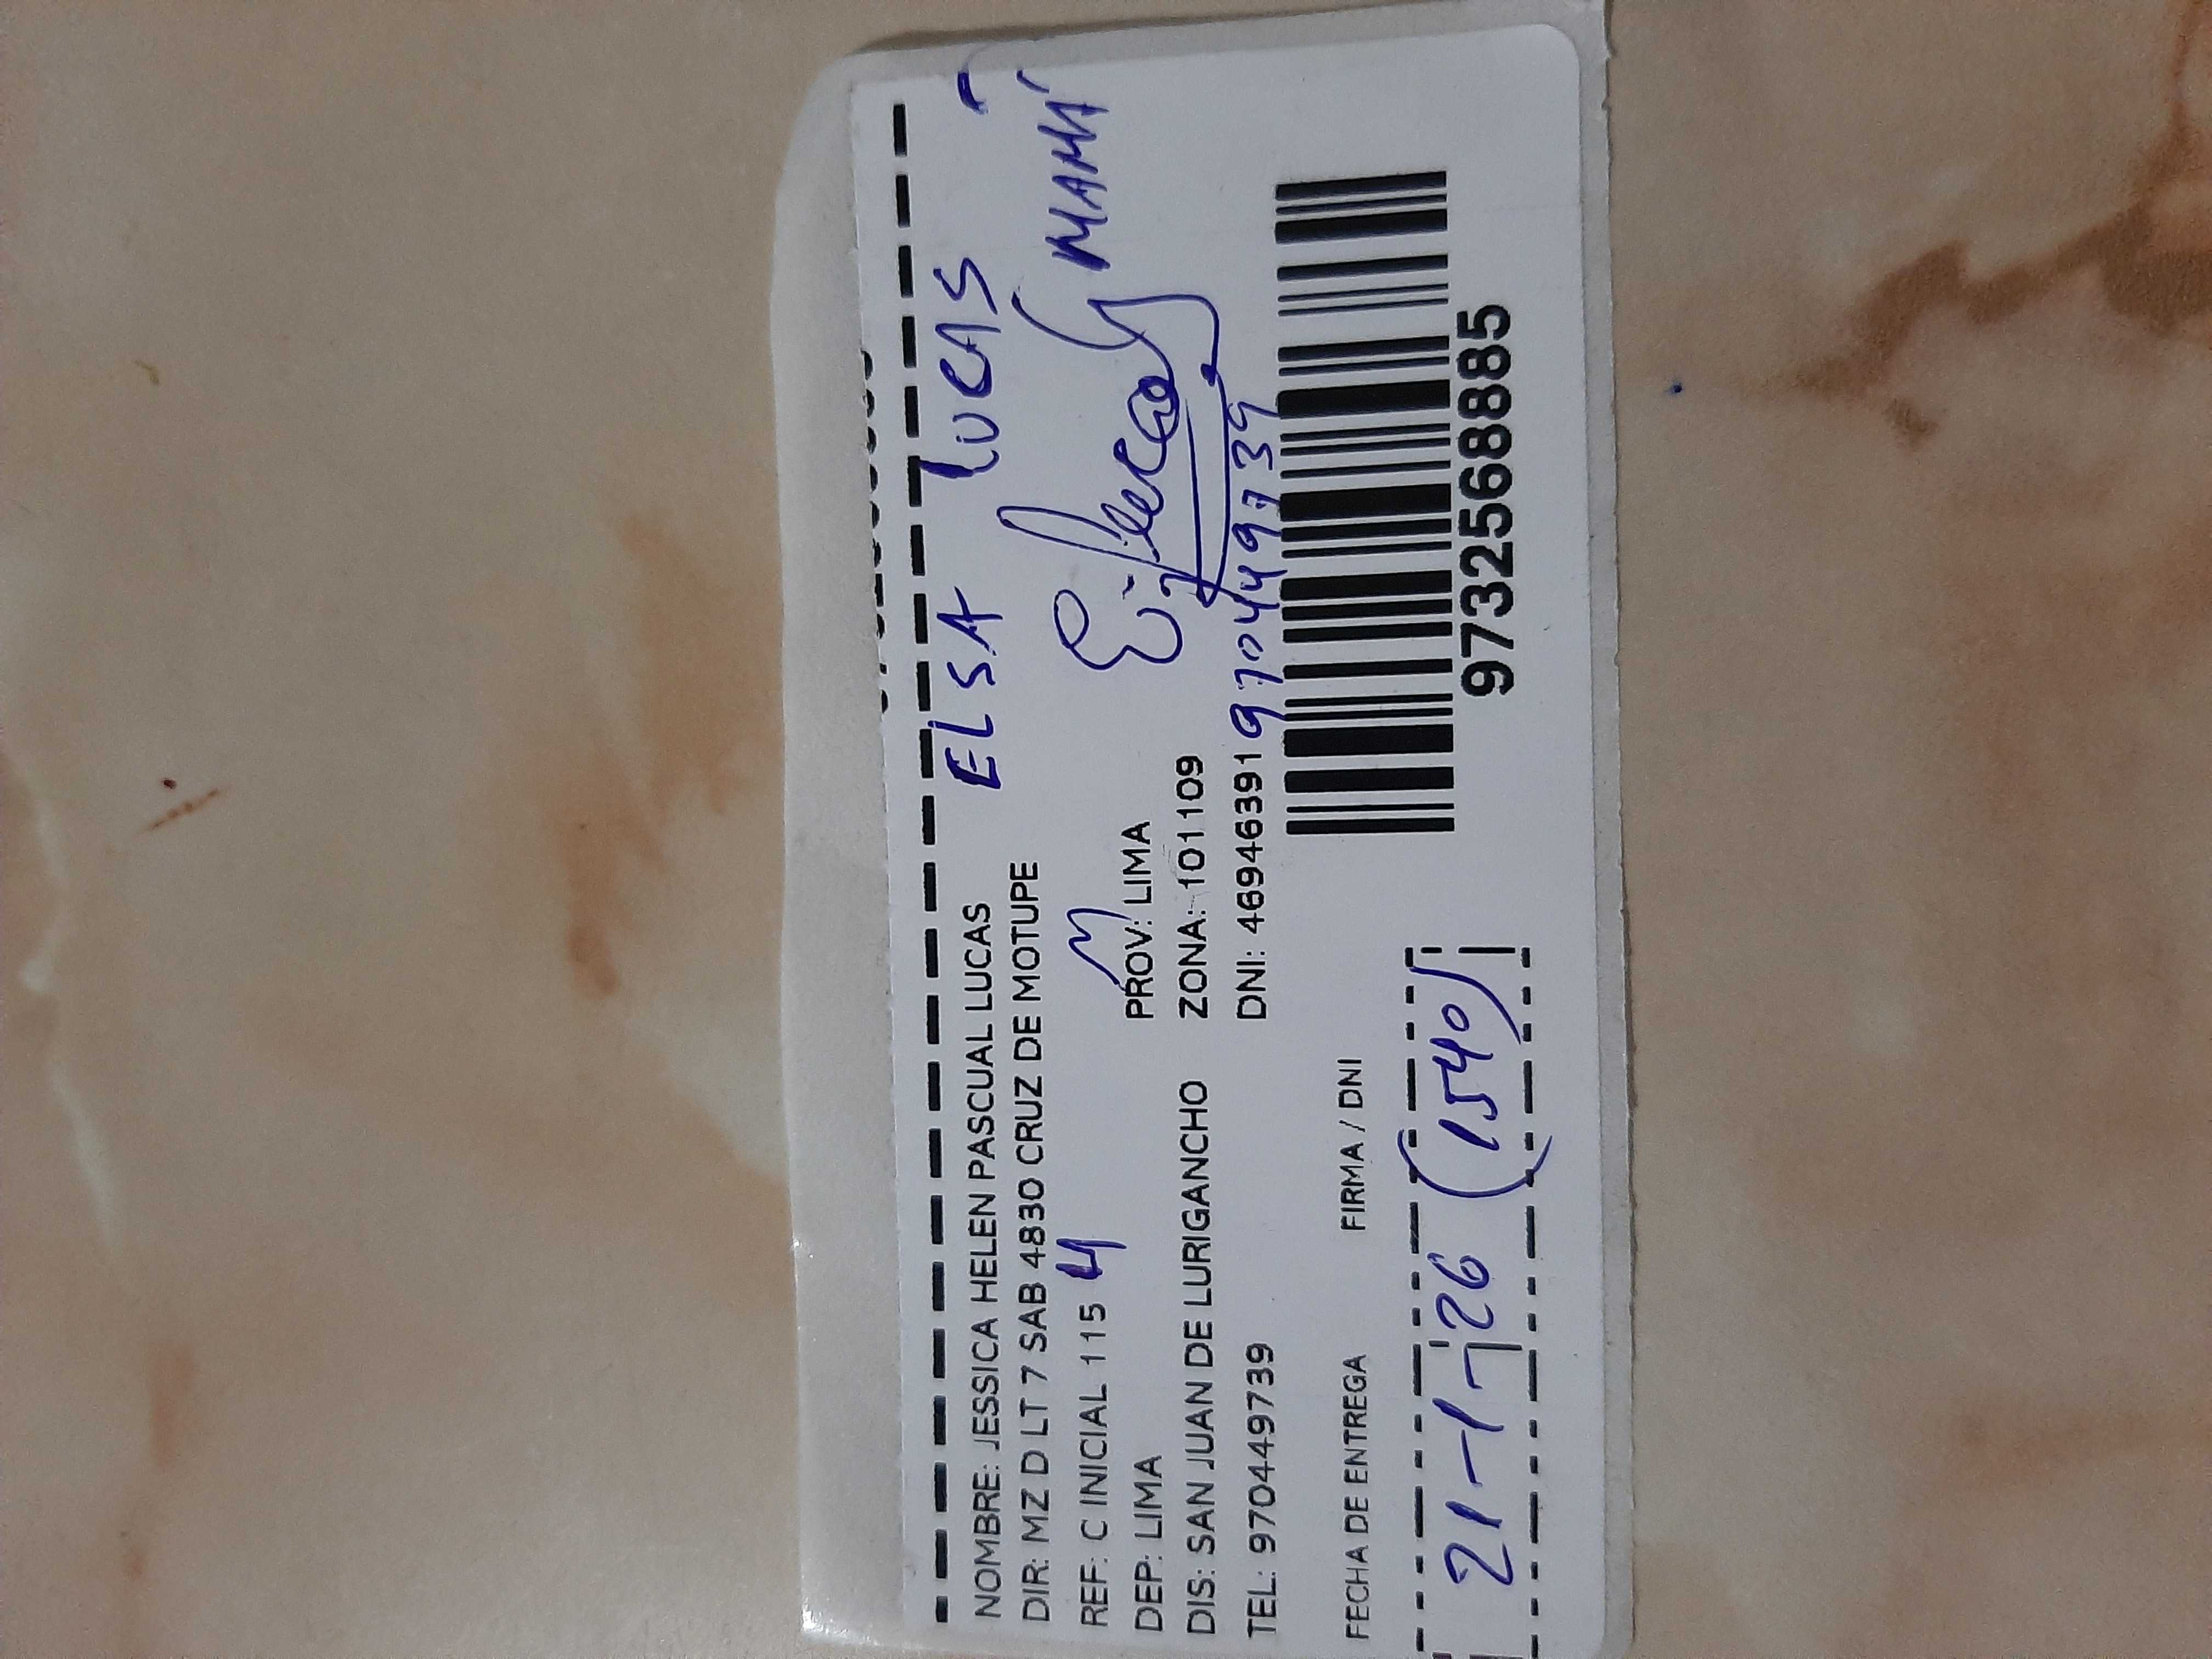 ELSA LUCAS
NOMBRE: JESSICA HELEN PASCUAL LUCAS
DIR: MZ D LT 7 SAB 4830 CRUZ DE MOTUPE
REF: C INICIAL 115 4
E. Lucas MAMÁ
DEP: LIMA PROV: LIMA
DIS: SAN JUAN DE LURIGANCHO ZONA: 101109
TEL: 970449739 DNI: 46946391 970449739
FECHA DE ENTREGA FIRMA / DNI
21-1-26 (1540)
9732568885